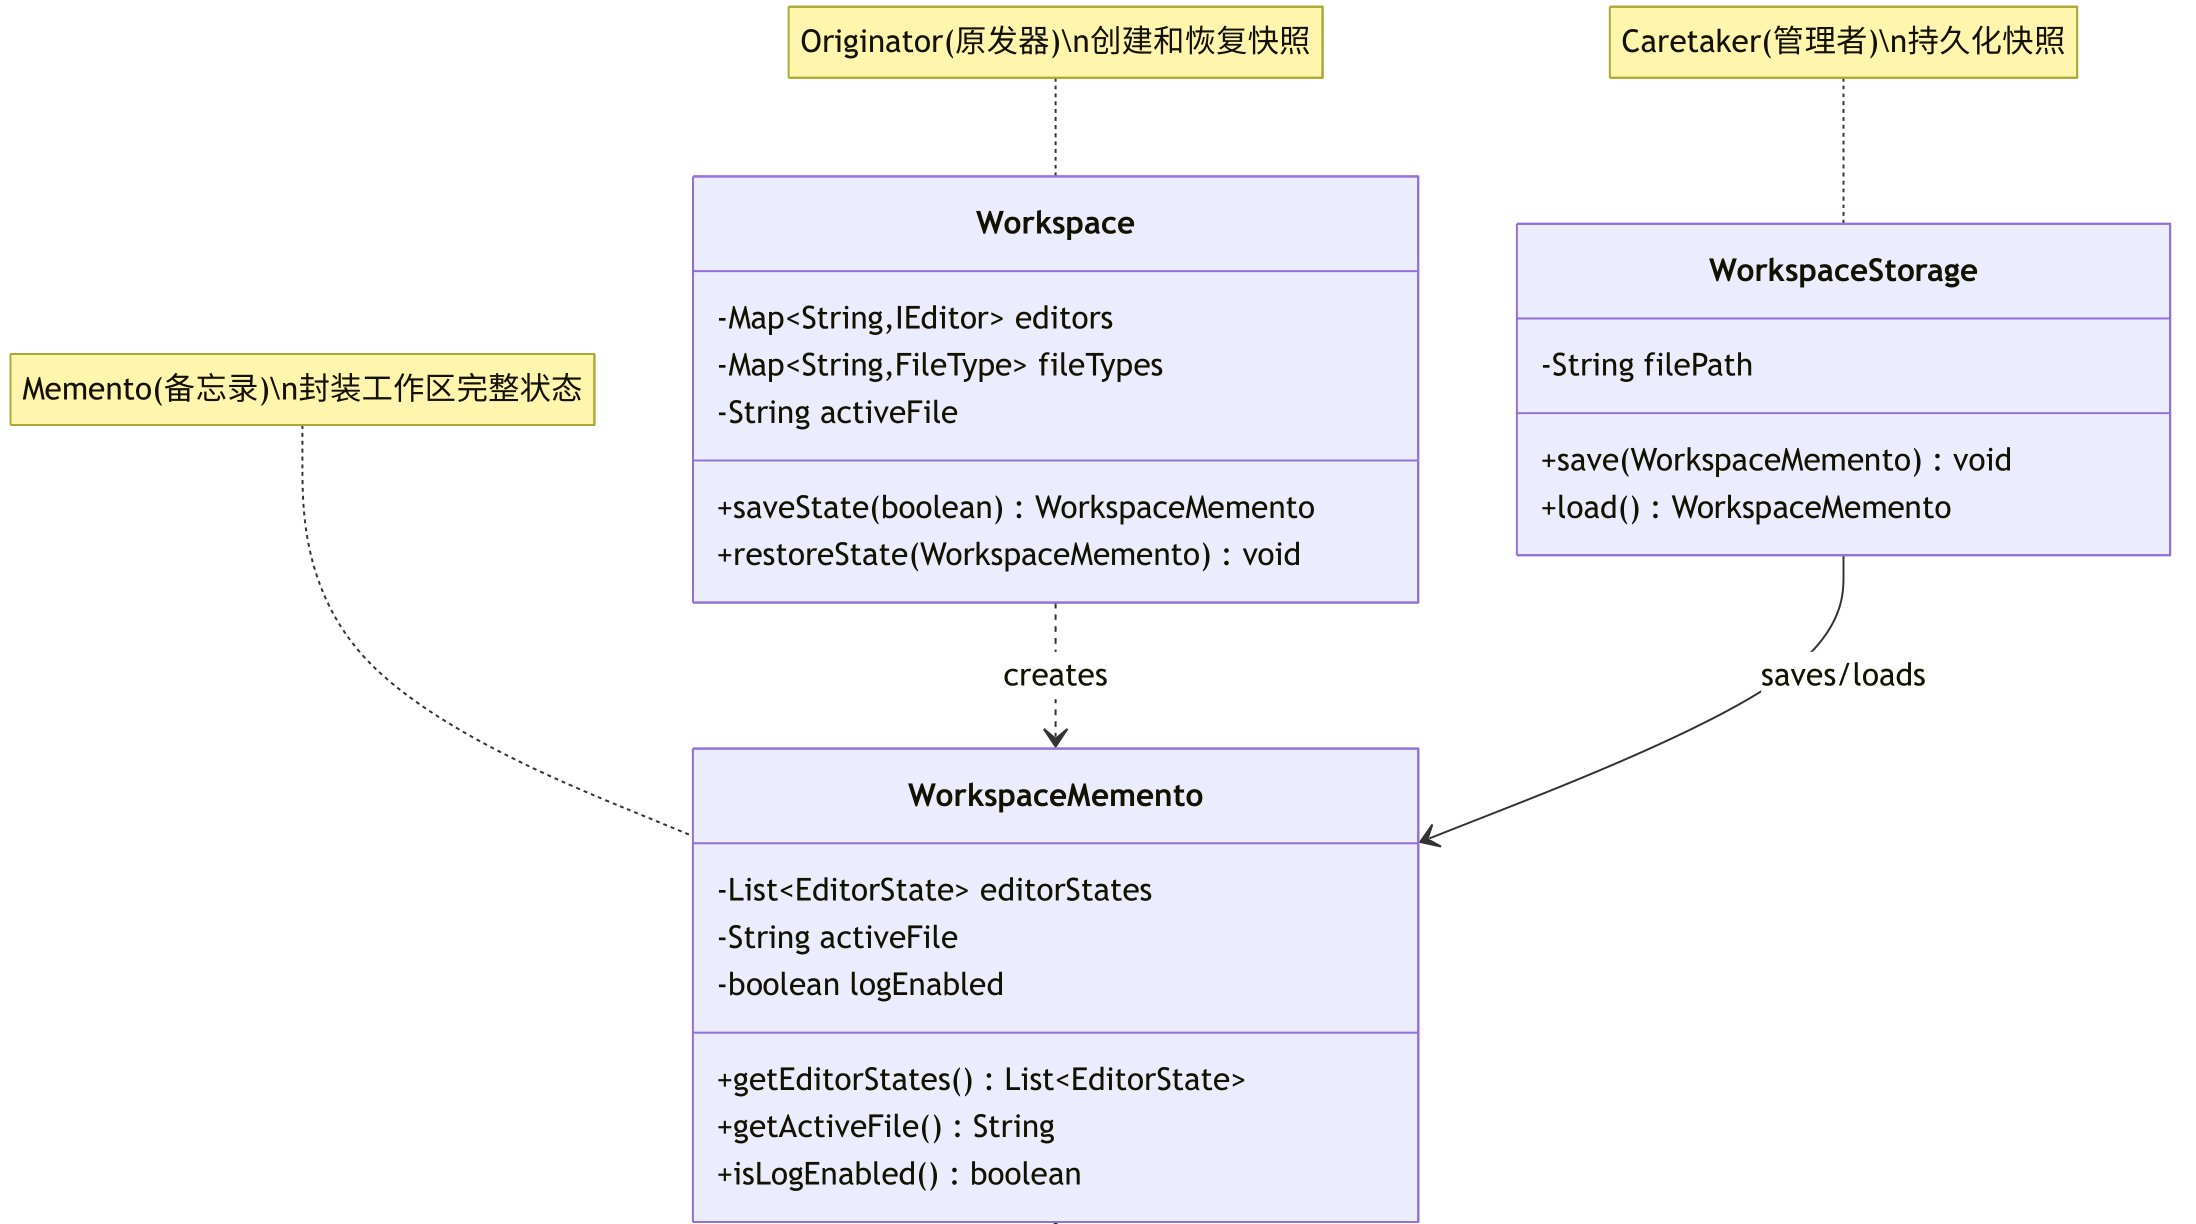 Originator(原发器)\n创建和恢复快照
Caretaker(管理者)\n持久化快照
Workspace
-Map<String,IEditor> editors
-Map<String,FileType> fileTypes
-String activeFile
+saveState(boolean) : WorkspaceMemento
+restoreState(WorkspaceMemento) : void
WorkspaceStorage
-String filePath
+save(WorkspaceMemento) : void
+load() : WorkspaceMemento
Memento(备忘录)\n封装工作区完整状态
creates
saves/loads
WorkspaceMemento
-List<EditorState> editorStates
-String activeFile
-boolean logEnabled
+getEditorStates() : List<EditorState>
+getActiveFile() : String
+isLogEnabled() : boolean